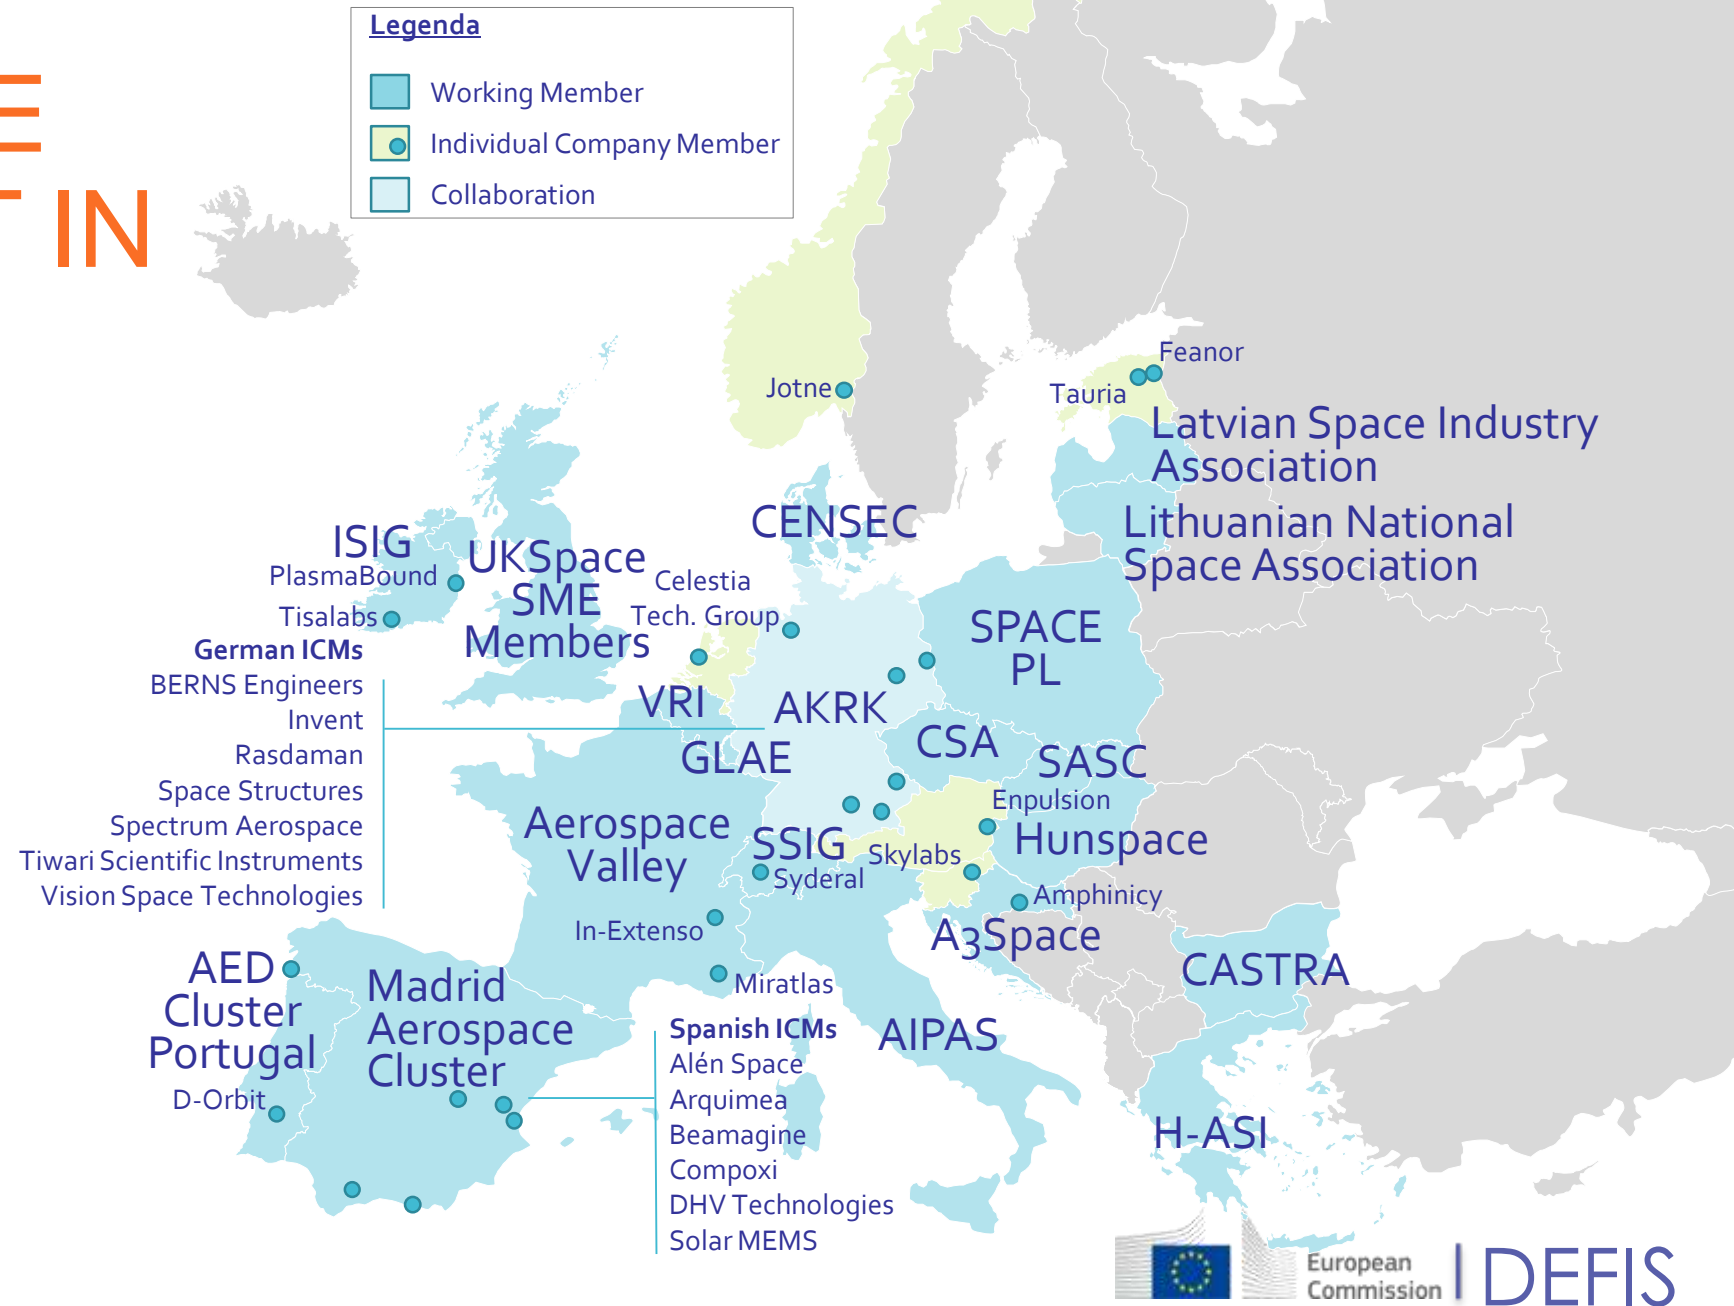 E
T IN
Legenda
Working Member
Individual Company Member
Collaboration
Jotne
Feanor
Tauria
Latvian Space Industry
Association
Lithuanian National
Space Association
CENSEC
ISIG
PlasmaBound
Tisalabs
UKSpace
SME
Members
Celestia
Tech. Group
SPACE
PL
German ICMs
BERNS Engineers
Invent
Rasdaman
Space Structures
Spectrum Aerospace
Tiwari Scientific Instruments
Vision Space Technologies
VRI
AKRK
GLAE
CSA
SASC
Enpulsion
Hunspace
Aerospace
Valley
SSIG
Syderal
Skylabs
Amphinicy
A3Space
In-Extenso
Miratlas
CASTRA
AED
Cluster
Portugal
D-Orbit
Madrid
Aerospace
Cluster
Spanish ICMs
Alén Space
Arquimea
Beamagine
Compoxi
DHV Technologies
Solar MEMS
AIPAS
H-ASI
European
Commission
DEFIS